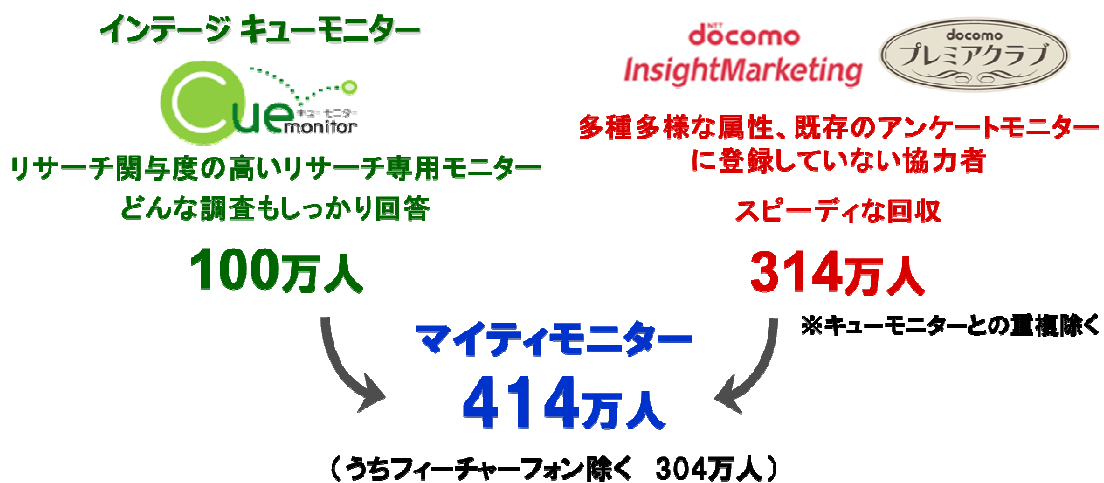 インテージ キューモニター
Cue monitor
キューモニター
リサーチ関与度の高いリサーチ専用モニター
どんな調査もしっかり回答
100万人
NTT
docomo
InsightMarketing
docomo
プレミアクラブ
多種多様な属性、既存のアンケートモニター
に登録していない協力者
スピーディな回収
314万人
※キューモニターとの重複除く
マイティモニター
414万人
（うちフィーチャーフォン除く　304万人）